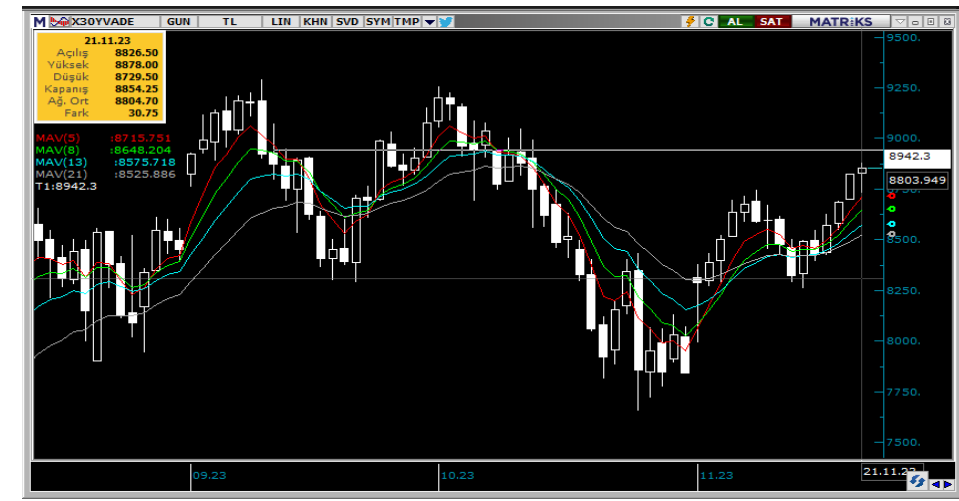 M X30YVADE GUN TL LIN KHN SVD SYM TMP C AL SAT MATRİKS
21.11.23
Açılış 8826.50
Yüksek 8878.00
Düşük 8729.50
Kapanış 8854.25
Ağ. Ort 8804.70
Fark 30.75
MAV(5) :8715.751
MAV(8) :8648.204
MAV(13) :8575.718
MAV(21) :8525.886
T1:8942.3
9500.
9250.
9000.
8942.3
8803.949
8750.
8500.
8250.
8000.
7750.
7500.
09.23 10.23 11.23 21.11.23